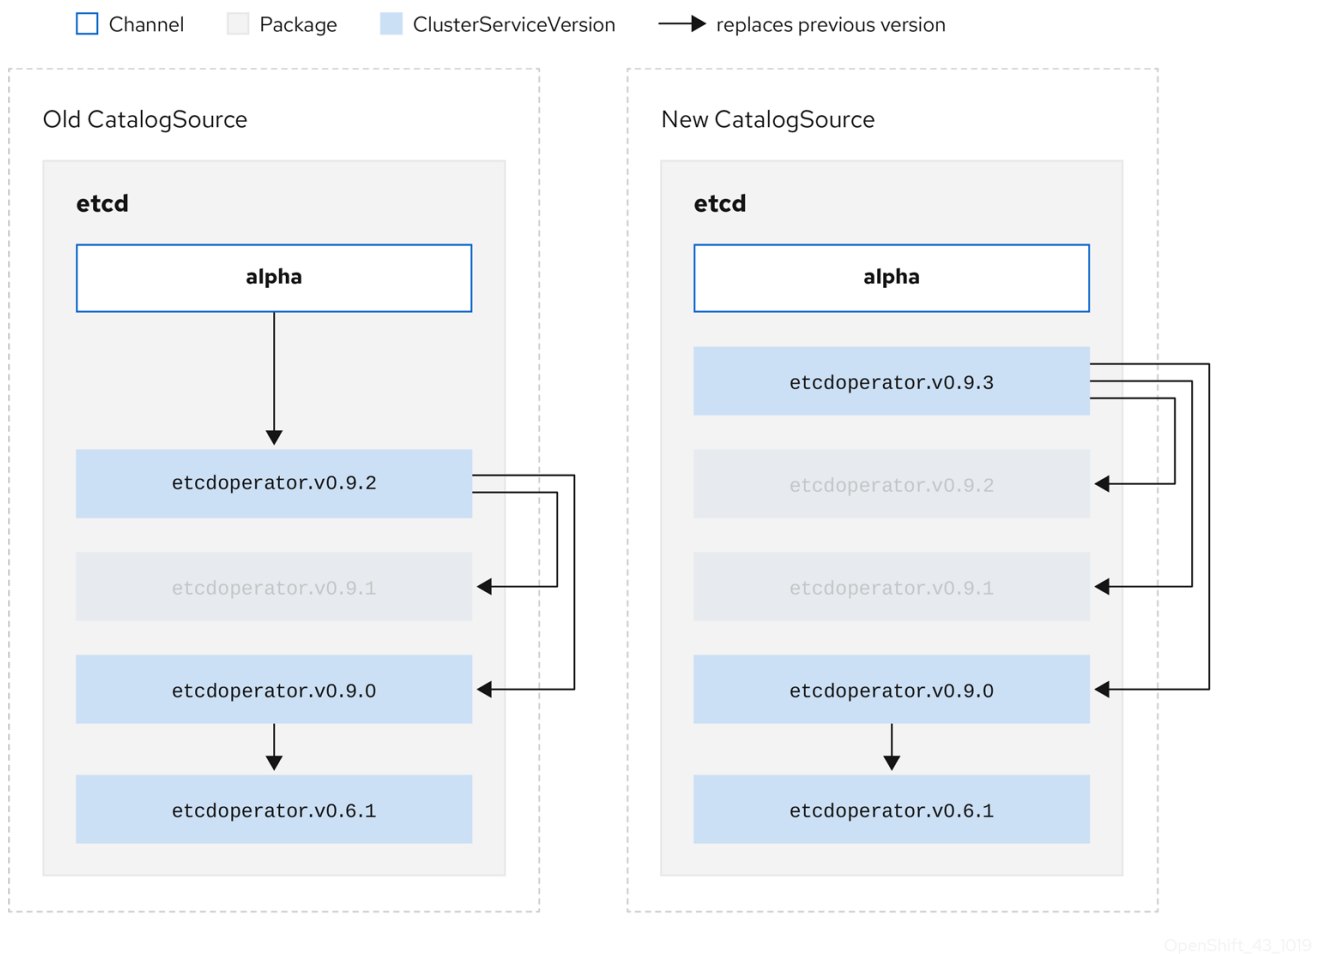 Channel Package ClusterServiceVersion replaces previous version
Old CatalogSource
etcd
alpha
etcdoperator.v0.9.2
etcdoperator.v0.9.1
etcdoperator.v0.9.0
etcdoperator.v0.6.1
New CatalogSource
etcd
alpha
etcdoperator.v0.9.3
etcdoperator.v0.9.2
etcdoperator.v0.9.1
etcdoperator.v0.9.0
etcdoperator.v0.6.1
OpenShift_43_1019